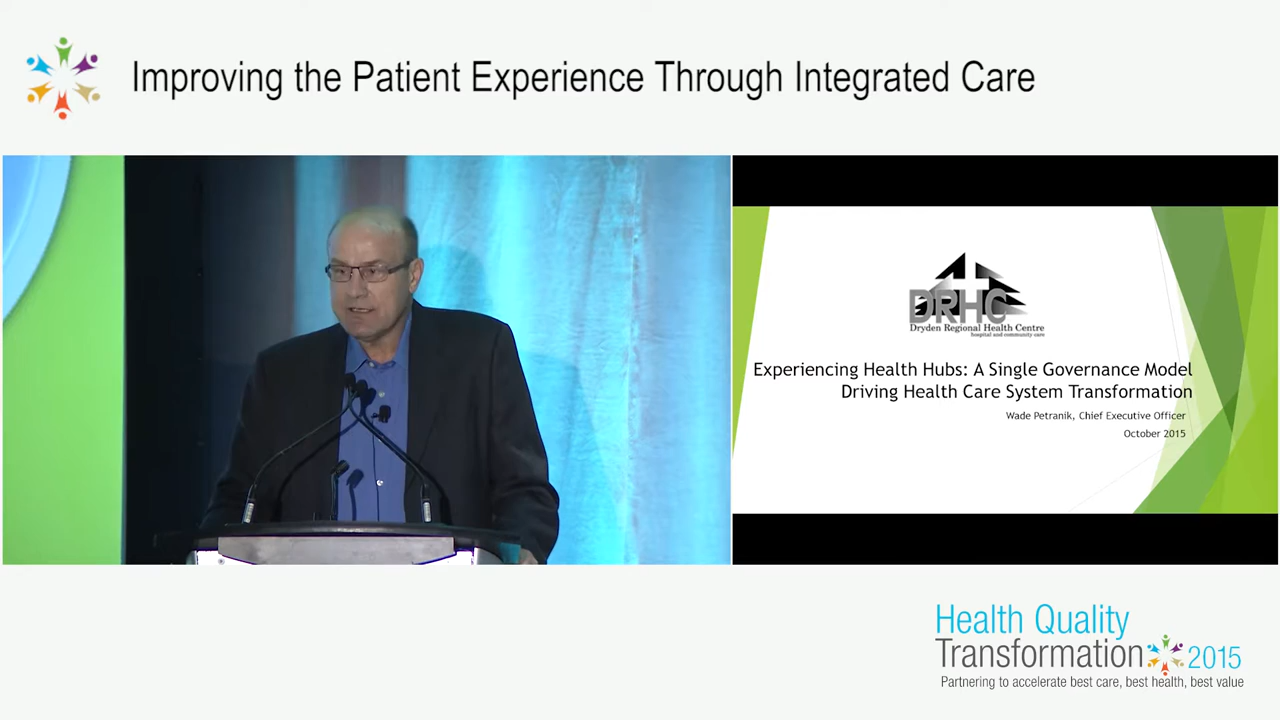 Improving the Patient Experience Through Integrated Care
DRHC
Dryden Regional Health Centre
hospital and community care
Experiencing Health Hubs: A Single Governance Model
Driving Health Care System Transformation
Wade Petranik, Chief Executive Officer
October 2015
Health Quality
Transformation 2015
Partnering to accelerate best care, best health, best value